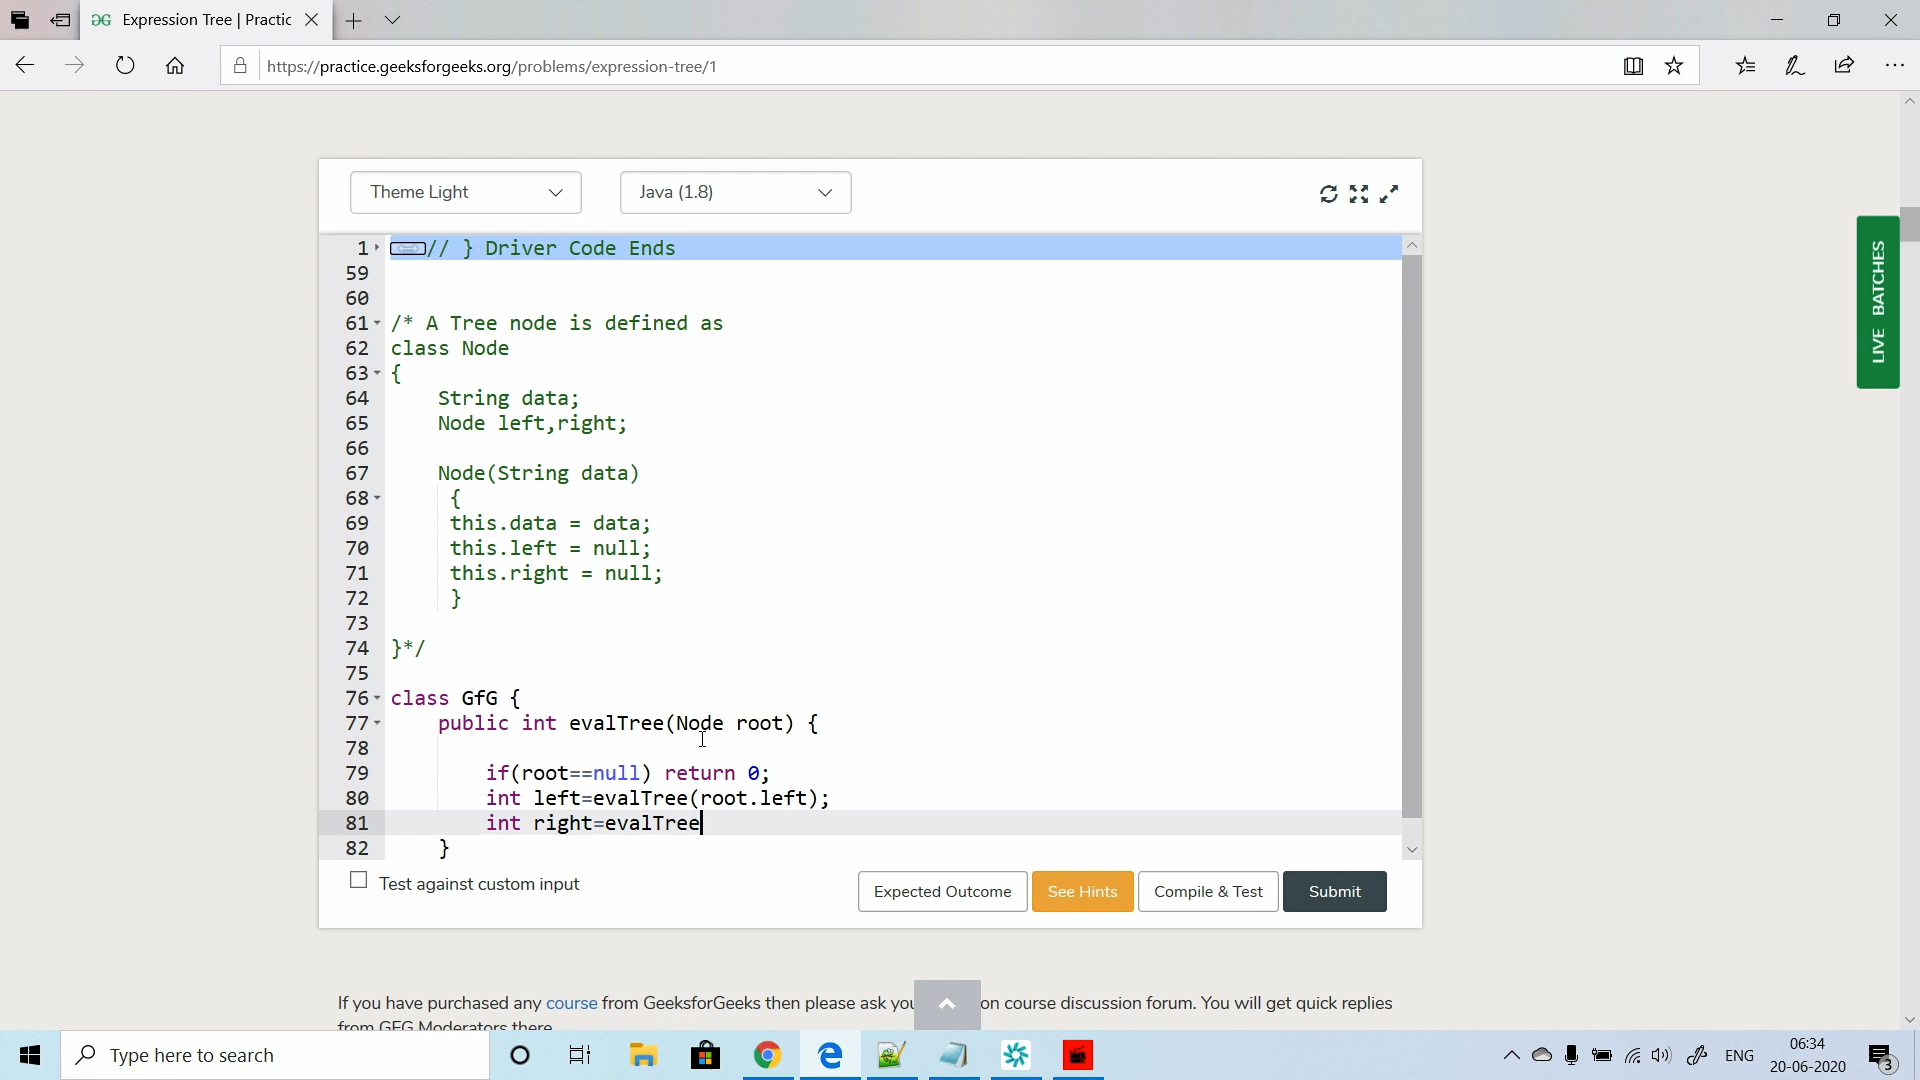 Expression Tree | Practic
https://practice.geeksforgeeks.org/problems/expression-tree/1
Theme Light
Java (1.8)
1 // } Driver Code Ends
59
60
61 /* A Tree node is defined as
62 class Node
63 {
64 String data;
65 Node left,right;
66
67 Node(String data)
68 {
69 this.data = data;
70 this.left = null;
71 this.right = null;
72 }
73
74 }*/
75
76 class GfG {
77 public int evalTree(Node root) {
78
79 if(root==null) return 0;
80 int left=evalTree(root.left);
81 int right=evalTree
82 }
Test against custom input
Expected Outcome
See Hints
Compile & Test
Submit
LIVE BATCHES
If you have purchased any course from GeeksforGeeks then please ask you on course discussion forum. You will get quick replies
from GFG Moderators there
Type here to search
ENG
06:34
20-06-2020
3